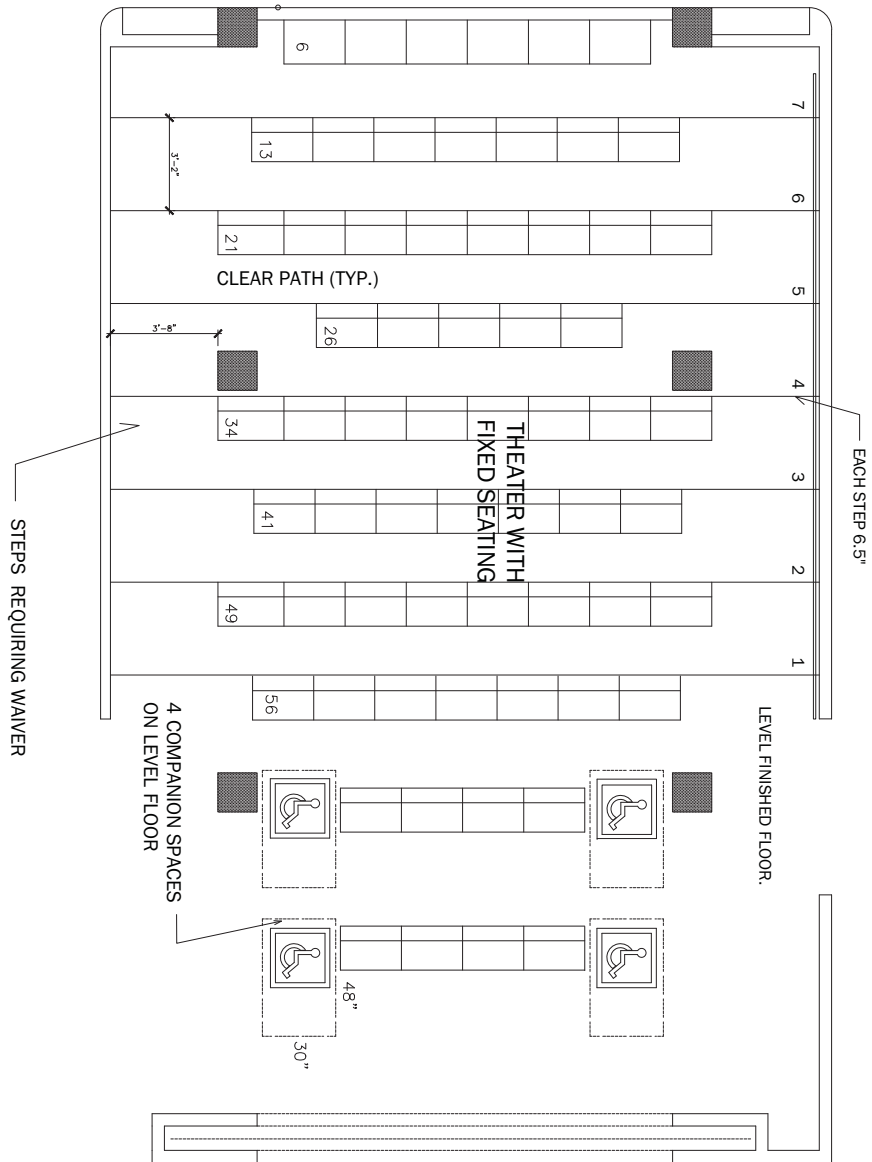 6
7
13
3'-2"
6
21
CLEAR PATH (TYP.)
5
26
3'-8"
4
EACH STEP 6.5"
34
THEATER WITH
FIXED SEATING
3
41
2
49
1
56
STEPS REQUIRING WAIVER
4 COMPANION SPACES
ON LEVEL FLOOR
LEVEL FINISHED FLOOR.
48"
30"